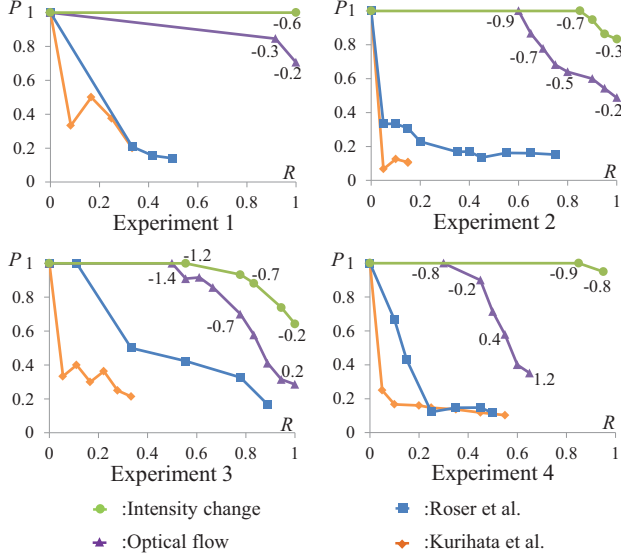 P 1
0.8
0.6
0.4
0.2
0
0 0.2 0.4 0.6 0.8 1
R
-0.6
-0.3
-0.2
Experiment 1
P 1
0.8
0.6
0.4
0.2
0
0 0.2 0.4 0.6 0.8 1
R
-0.9
-0.7
-0.7
-0.5
-0.3
-0.2
Experiment 2
P 1
0.8
0.6
0.4
0.2
0
0 0.2 0.4 0.6 0.8 1
R
-1.2
-1.4
-0.7
-0.7
-0.2
0.2
Experiment 3
P 1
0.8
0.6
0.4
0.2
0
0 0.2 0.4 0.6 0.8 1
R
-0.8
-0.2
-0.9
-0.8
0.4
1.2
Experiment 4
:Intensity change
:Roser et al.
:Optical flow
:Kurihata et al.